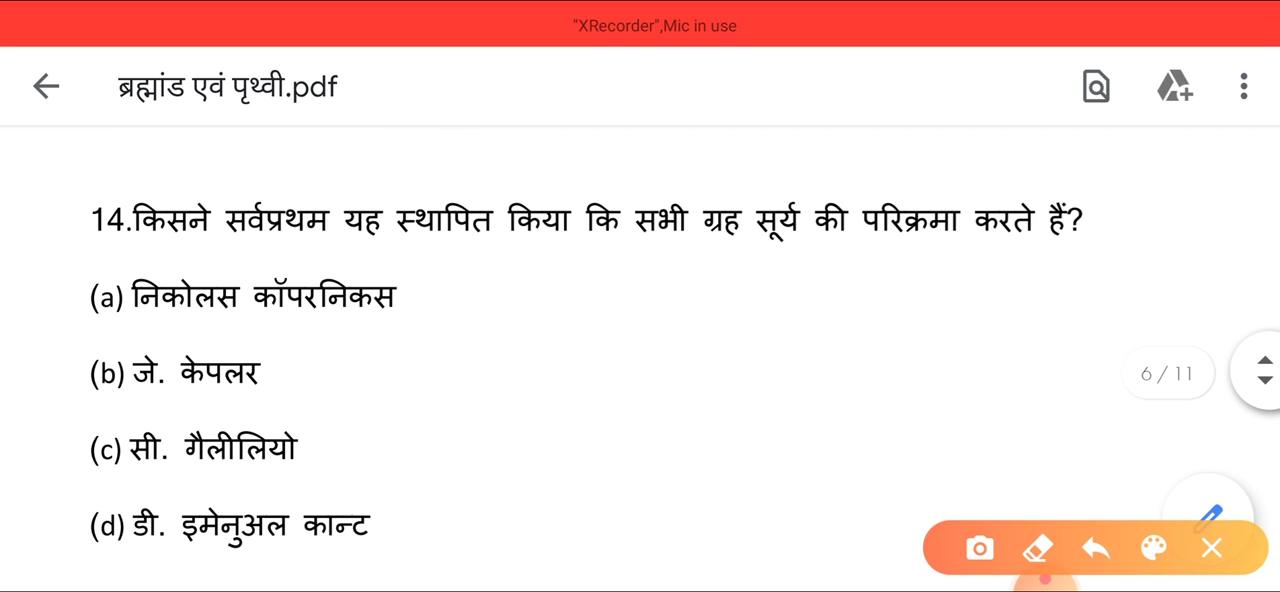 "XRecorder",Mic in use
ब्रह्मांड एवं पृथ्वी.pdf
14.किसने सर्वप्रथम यह स्थापित किया कि सभी ग्रह सूर्य की परिक्रमा करते हैं?
(a) निकोलस कॉपरनिकस
(b) जे. केपलर
6 / 11
(c) सी. गैलीलियो
(d) डी. इमेनुअल कान्ट